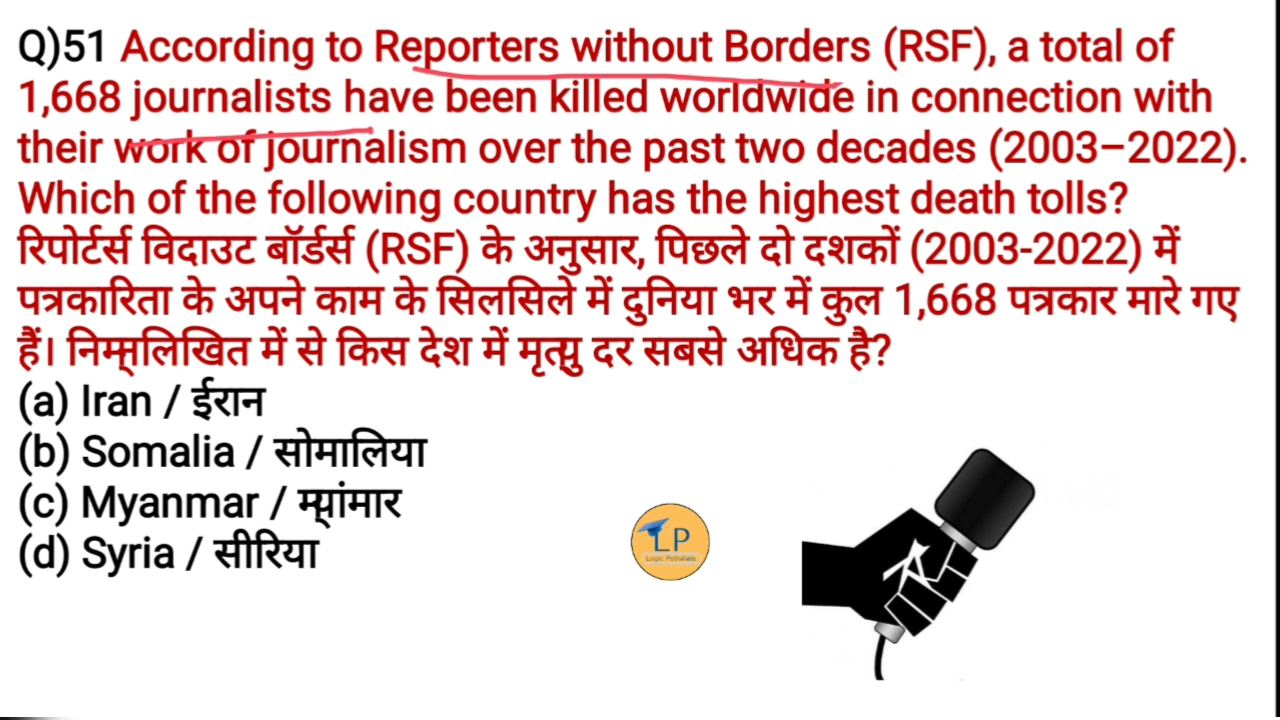 Q)51 According to Reporters without Borders (RSF), a total of
1,668 journalists have been killed worldwide in connection with
their work of journalism over the past two decades (2003–2022).
Which of the following country has the highest death tolls?
रिपोर्टर्स विदाउट बॉर्डर्स (RSF) के अनुसार, पिछले दो दशकों (2003-2022) में
पत्रकारिता के अपने काम के सिलसिले में दुनिया भर में कुल 1,668 पत्रकार मारे गए
हैं। निम्नलिखित में से किस देश में मृत्यु दर सबसे अधिक है?
(a) Iran / ईरान
(b) Somalia / सोमालिया
(c) Myanmar / म्यांमार
(d) Syria / सीरिया
LP
Logic Pathshala